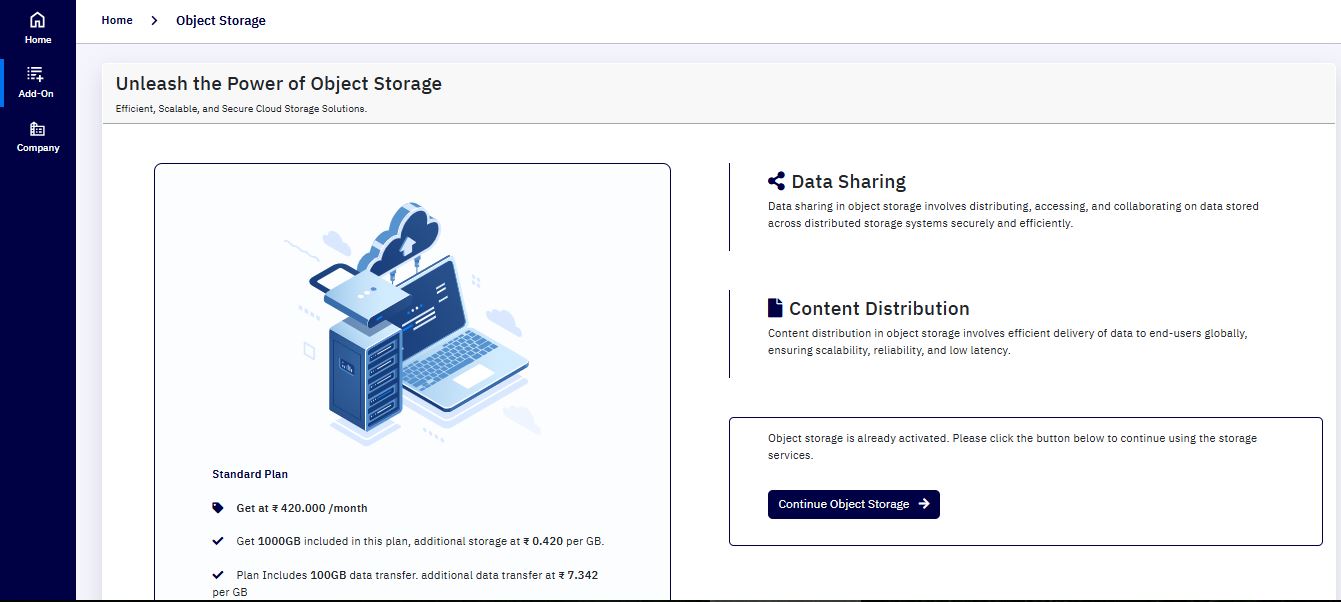 Home
Add-On
Company
Home > Object Storage
Unleash the Power of Object Storage
Efficient, Scalable, and Secure Cloud Storage Solutions.
Standard Plan
Get at ₹ 420.000 /month
Get 1000GB included in this plan, additional storage at ₹ 0.420 per GB.
Plan Includes 100GB data transfer. additional data transfer at ₹ 7.342
per GB
Data Sharing
Data sharing in object storage involves distributing, accessing, and collaborating on data stored
across distributed storage systems securely and efficiently.
Content Distribution
Content distribution in object storage involves efficient delivery of data to end-users globally,
ensuring scalability, reliability, and low latency.
Object storage is already activated. Please click the button below to continue using the storage
services.
Continue Object Storage →